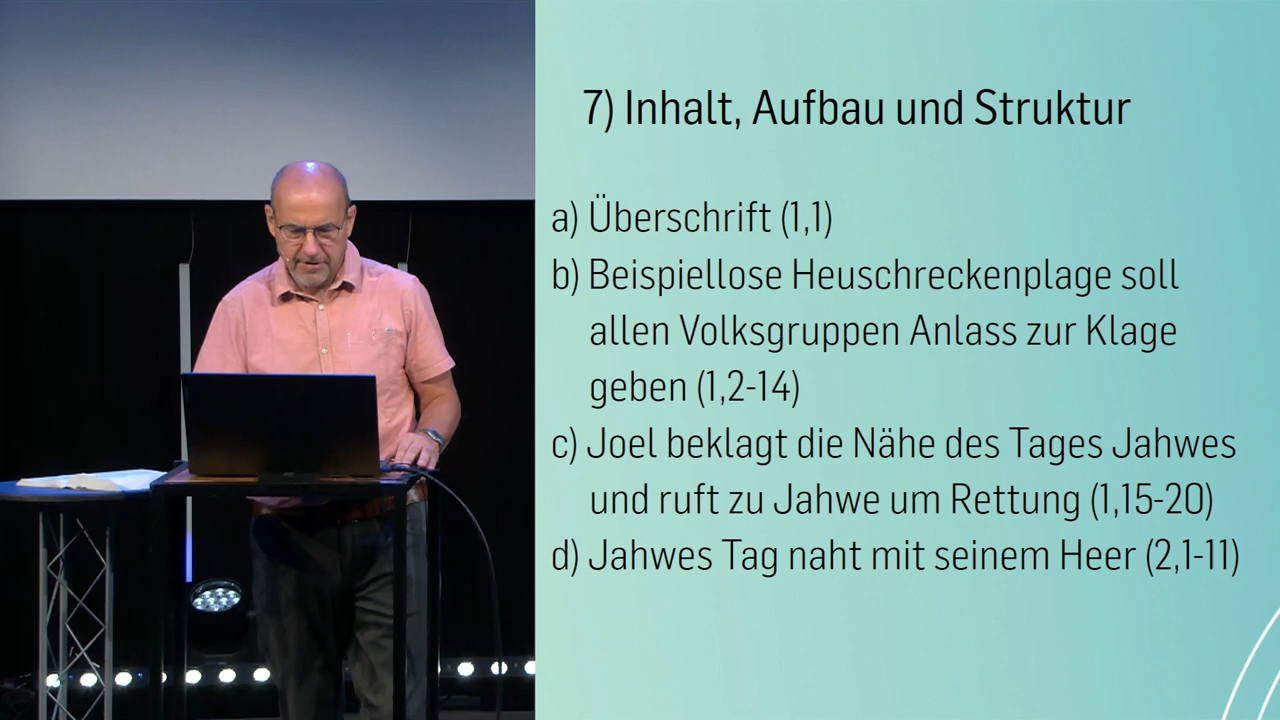 7) Inhalt, Aufbau und Struktur
a) Überschrift (1,1)
b) Beispiellose Heuschreckenplage soll
allen Volksgruppen Anlass zur Klage
geben (1,2-14)
c) Joel beklagt die Nähe des Tages Jahwes
und ruft zu Jahwe um Rettung (1,15-20)
d) Jahwes Tag naht mit seinem Heer (2,1-11)